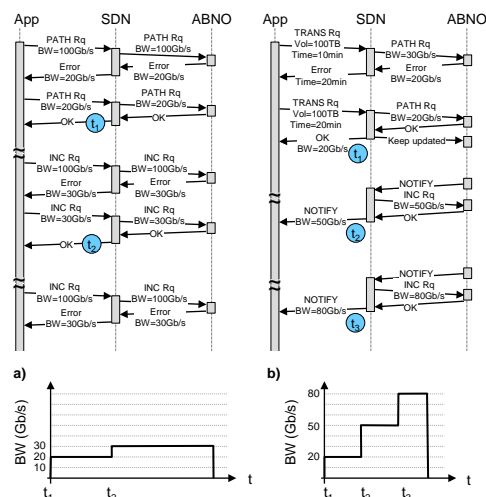 App SDN ABNO
PATH Rq
BW=100Gb/s
PATH Rq
BW=100Gb/s
Error
BW=20Gb/s
Error
BW=20Gb/s
PATH Rq
BW=20Gb/s
PATH Rq
BW=20Gb/s
OK
t1
OK
INC Rq
BW=100Gb/s
INC Rq
BW=100Gb/s
Error
BW=30Gb/s
Error
BW=30Gb/s
INC Rq
BW=30Gb/s
INC Rq
BW=30Gb/s
OK
t2
OK
INC Rq
BW=100Gb/s
INC Rq
BW=100Gb/s
Error
BW=30Gb/s
Error
BW=30Gb/s
a)
BW (Gb/s)
30
20
10
t1 t2 t
App SDN ABNO
TRANS Rq
Vol=100TB
Time=10min
PATH Rq
BW=30Gb/s
Error
Time=20min
Error
BW=20Gb/s
TRANS Rq
Vol=100TB
Time=20min
PATH Rq
BW=20Gb/s
OK
OK
BW=20Gb/s
t1
Keep updated
NOTIFY
INC Rq
BW=50Gb/s
NOTIFY
BW=50Gb/s
OK
t2
NOTIFY
INC Rq
BW=80Gb/s
NOTIFY
BW=80Gb/s
OK
t3
b)
BW (Gb/s)
80
50
20
t1 t2 t3 t